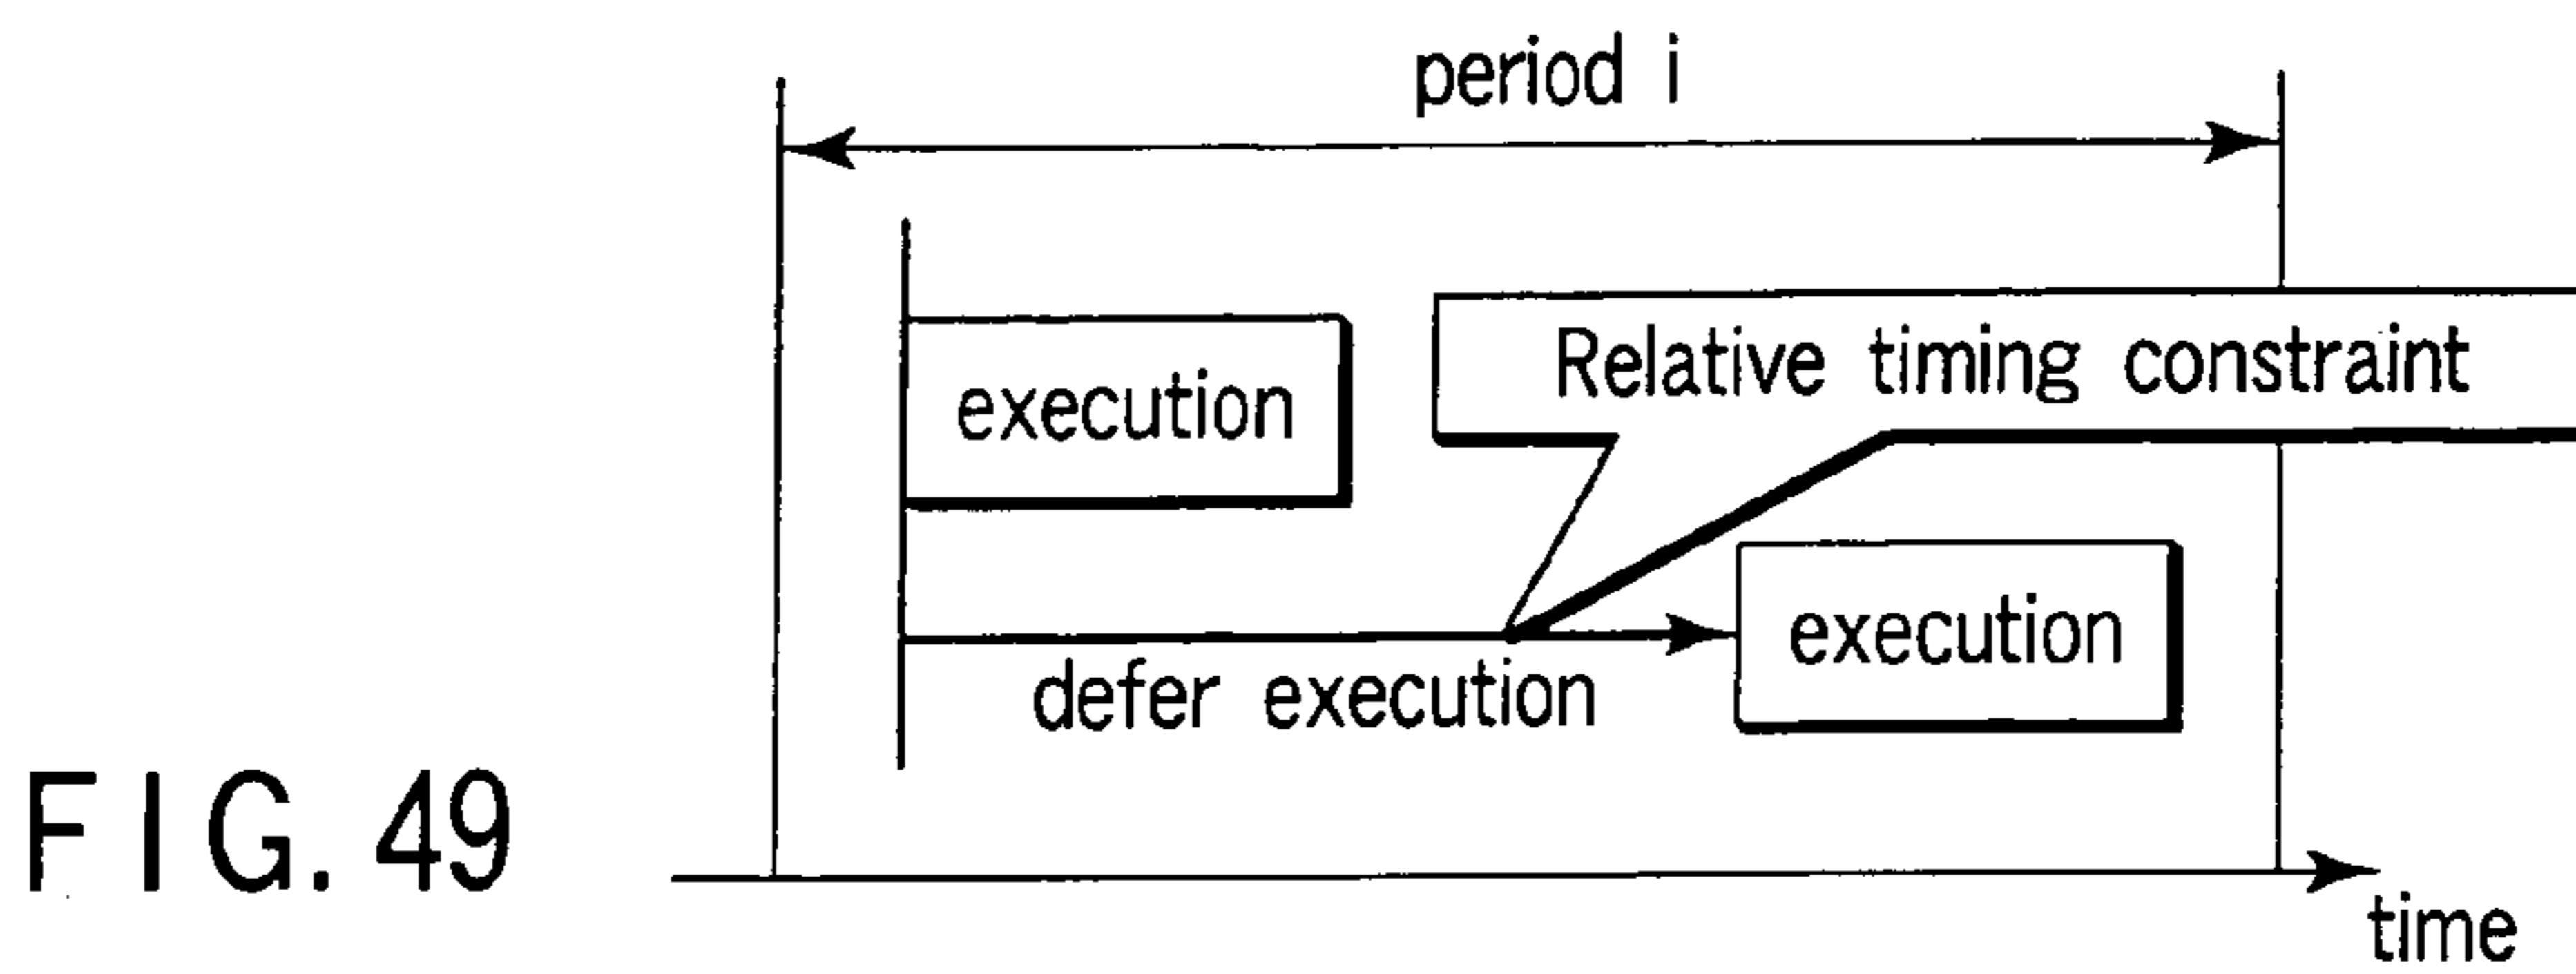 period i
execution
Relative timing constraint
execution
defer execution
FIG. 49
time